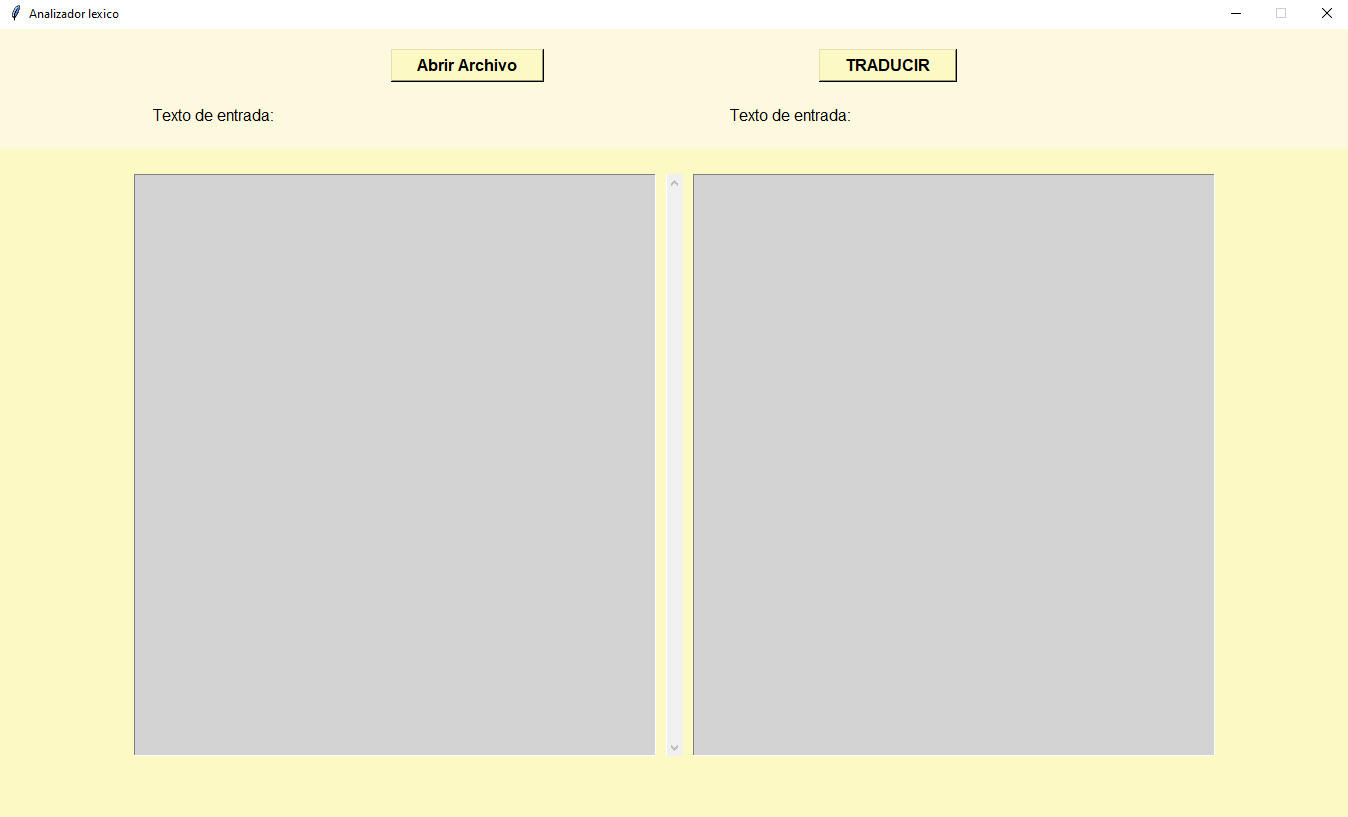 Analizador lexico
Abrir Archivo
TRADUCIR
Texto de entrada:
Texto de entrada: